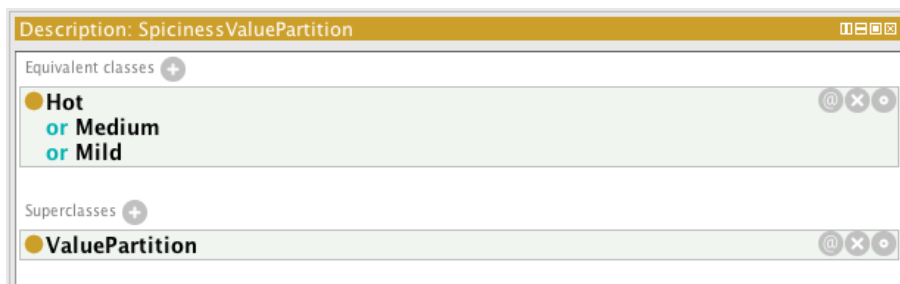 Description: SpicinessValuePartition
Equivalent classes
Hot
or Medium
or Mild
Superclasses
ValuePartition